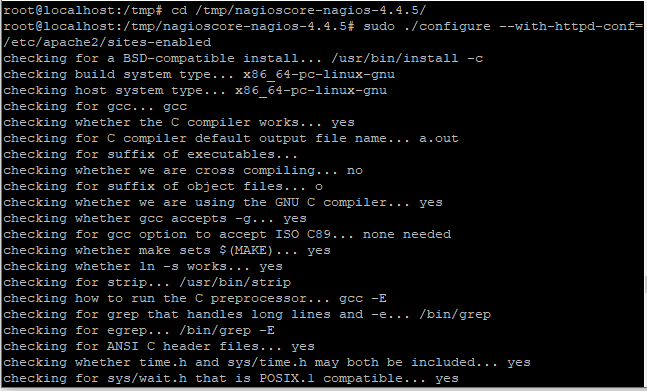 root@localhost:/tmp# cd /tmp/nagioscore-nagios-4.4.5/
root@localhost:/tmp/nagioscore-nagios-4.4.5# sudo ./configure --with-httpd-conf=
/etc/apache2/sites-enabled
checking for a BSD-compatible install... /usr/bin/install -c
checking build system type... x86_64-pc-linux-gnu
checking host system type... x86_64-pc-linux-gnu
checking for gcc... gcc
checking whether the C compiler works... yes
checking for C compiler default output file name... a.out
checking for suffix of executables...
checking whether we are cross compiling... no
checking for suffix of object files... o
checking whether we are using the GNU C compiler... yes
checking whether gcc accepts -g... yes
checking for gcc option to accept ISO C89... none needed
checking whether make sets $(MAKE)... yes
checking whether ln -s works... yes
checking for strip... /usr/bin/strip
checking how to run the C preprocessor... gcc -E
checking for grep that handles long lines and -e... /bin/grep
checking for egrep... /bin/grep -E
checking for ANSI C header files... yes
checking whether time.h and sys/time.h may both be included... yes
checking for sys/wait.h that is POSIX.1 compatible... yes